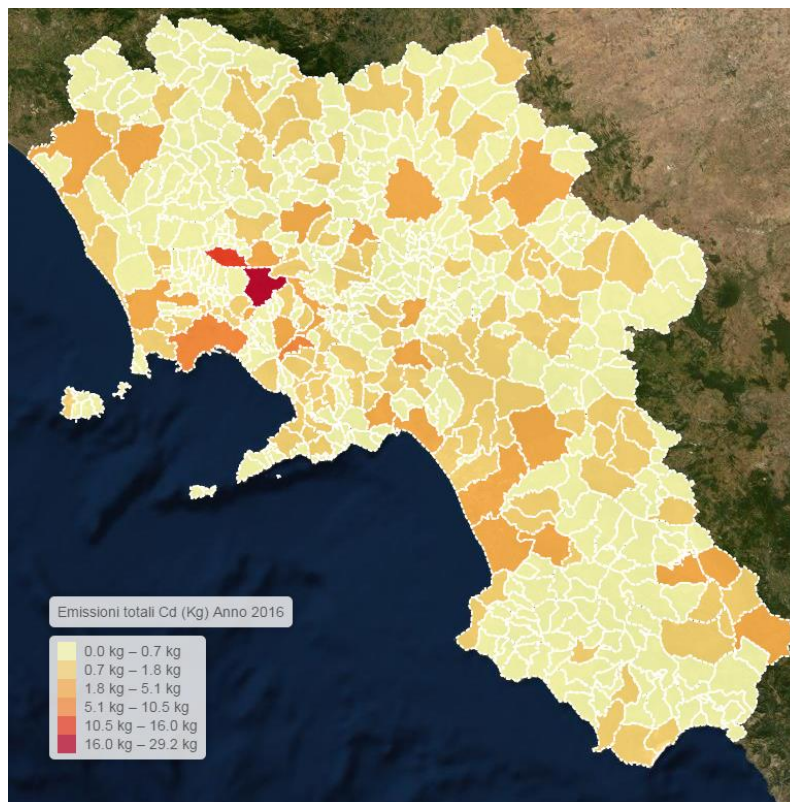 Emissioni totali Cd (Kg) Anno 2016
0.0 kg – 0.7 kg
0.7 kg – 1.8 kg
1.8 kg – 5.1 kg
5.1 kg – 10.5 kg
10.5 kg – 16.0 kg
16.0 kg – 29.2 kg